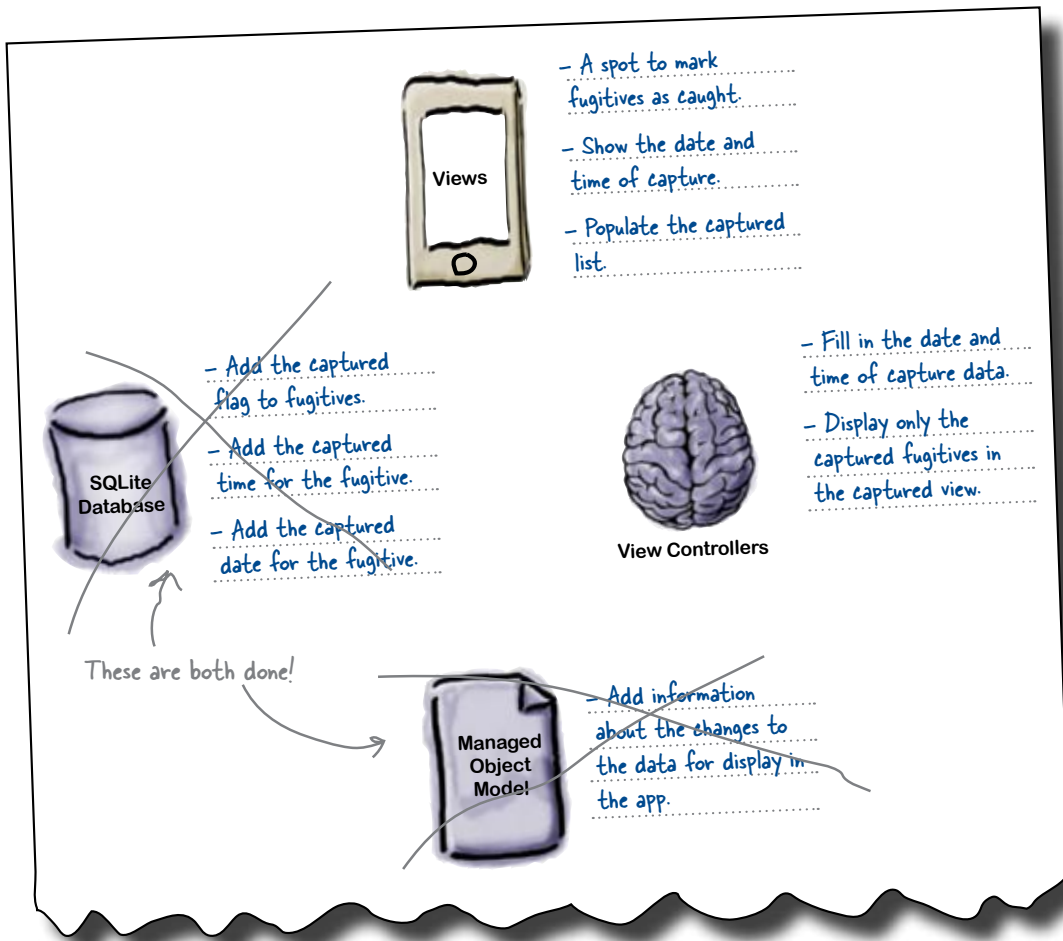 Views
– A spot to mark
fugitives as caught.
– Show the date and
time of capture.
– Populate the captured
list.
SQLite
Database
– Add the captured
flag to fugitives.
– Add the captured
time for the fugitive.
– Add the captured
date for the fugitive.
View Controllers
– Fill in the date and
time of capture data.
– Display only the
captured fugitives in
the captured view.
These are both done!
Managed
Object
Model
– Add information
about the changes to
the data for display in
the app.